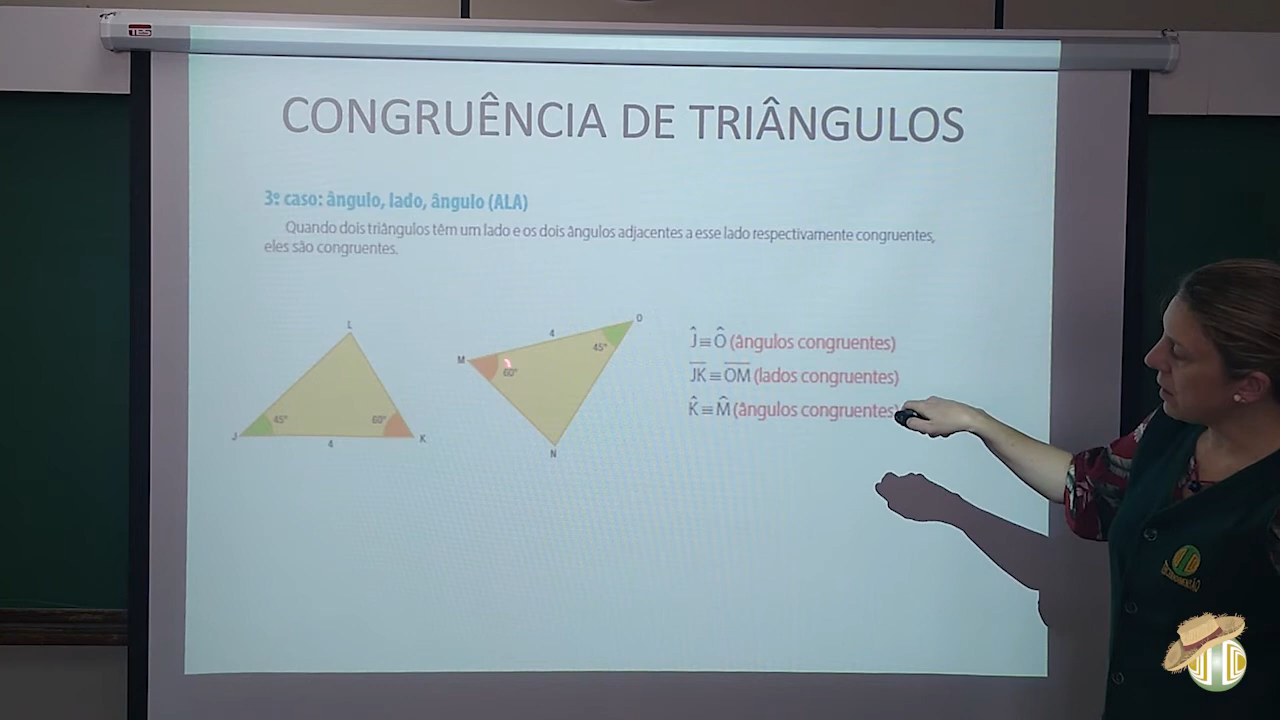 TES
CONGRUÊNCIA DE TRIÂNGULOS
3º caso: ângulo, lado, ângulo (ALA)
Quando dois triângulos têm um lado e os dois ângulos adjacentes a esse lado respectivamente congruentes,
eles são congruentes.
L
45°
60°
J
4
K
M
4
O
60°
45°
N
Ĵ ≡ Ô (ângulos congruentes)
J̅K̅ ≡ O̅M̅ (lados congruentes)
K̂ ≡ M̂ (ângulos congruentes)